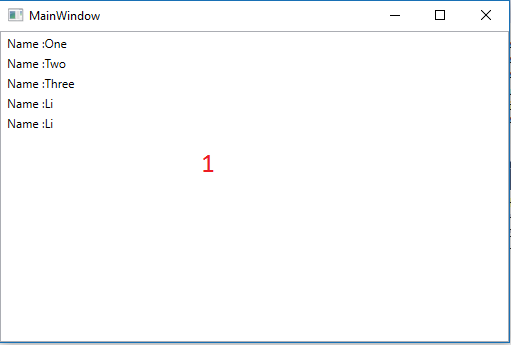 MainWindow
Name :One
Name :Two
Name :Three
Name :Li
Name :Li
1